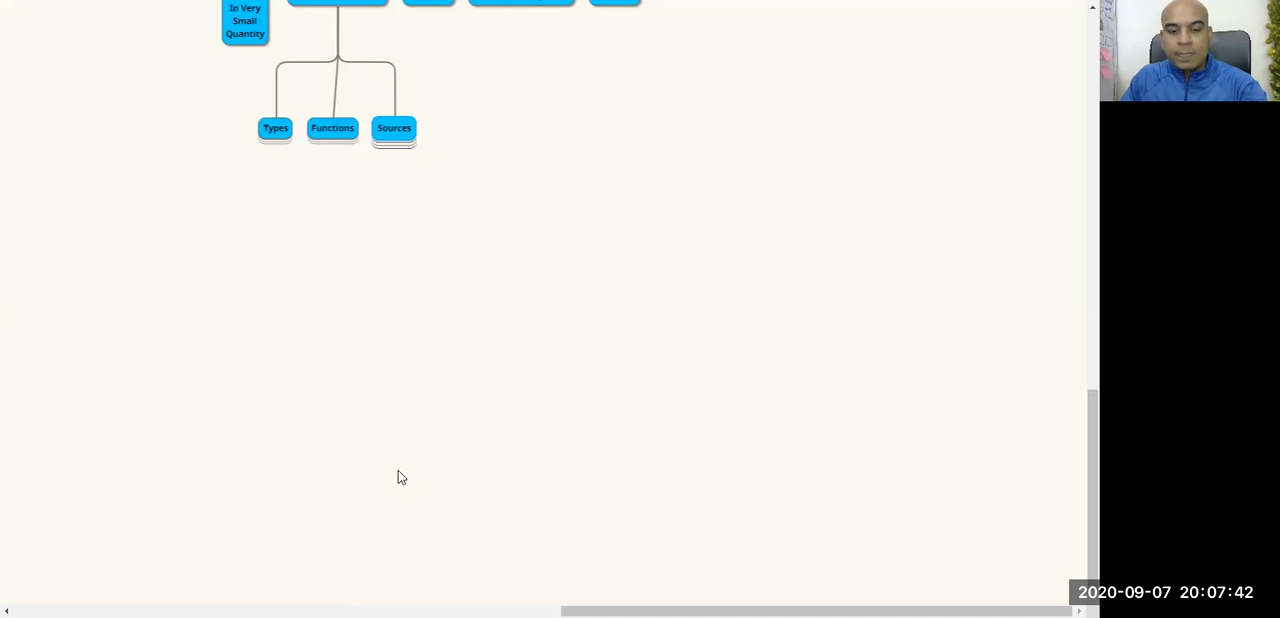 In Very
Small
Quantity
Types
Functions
Sources
2020-09-07 20:07:42